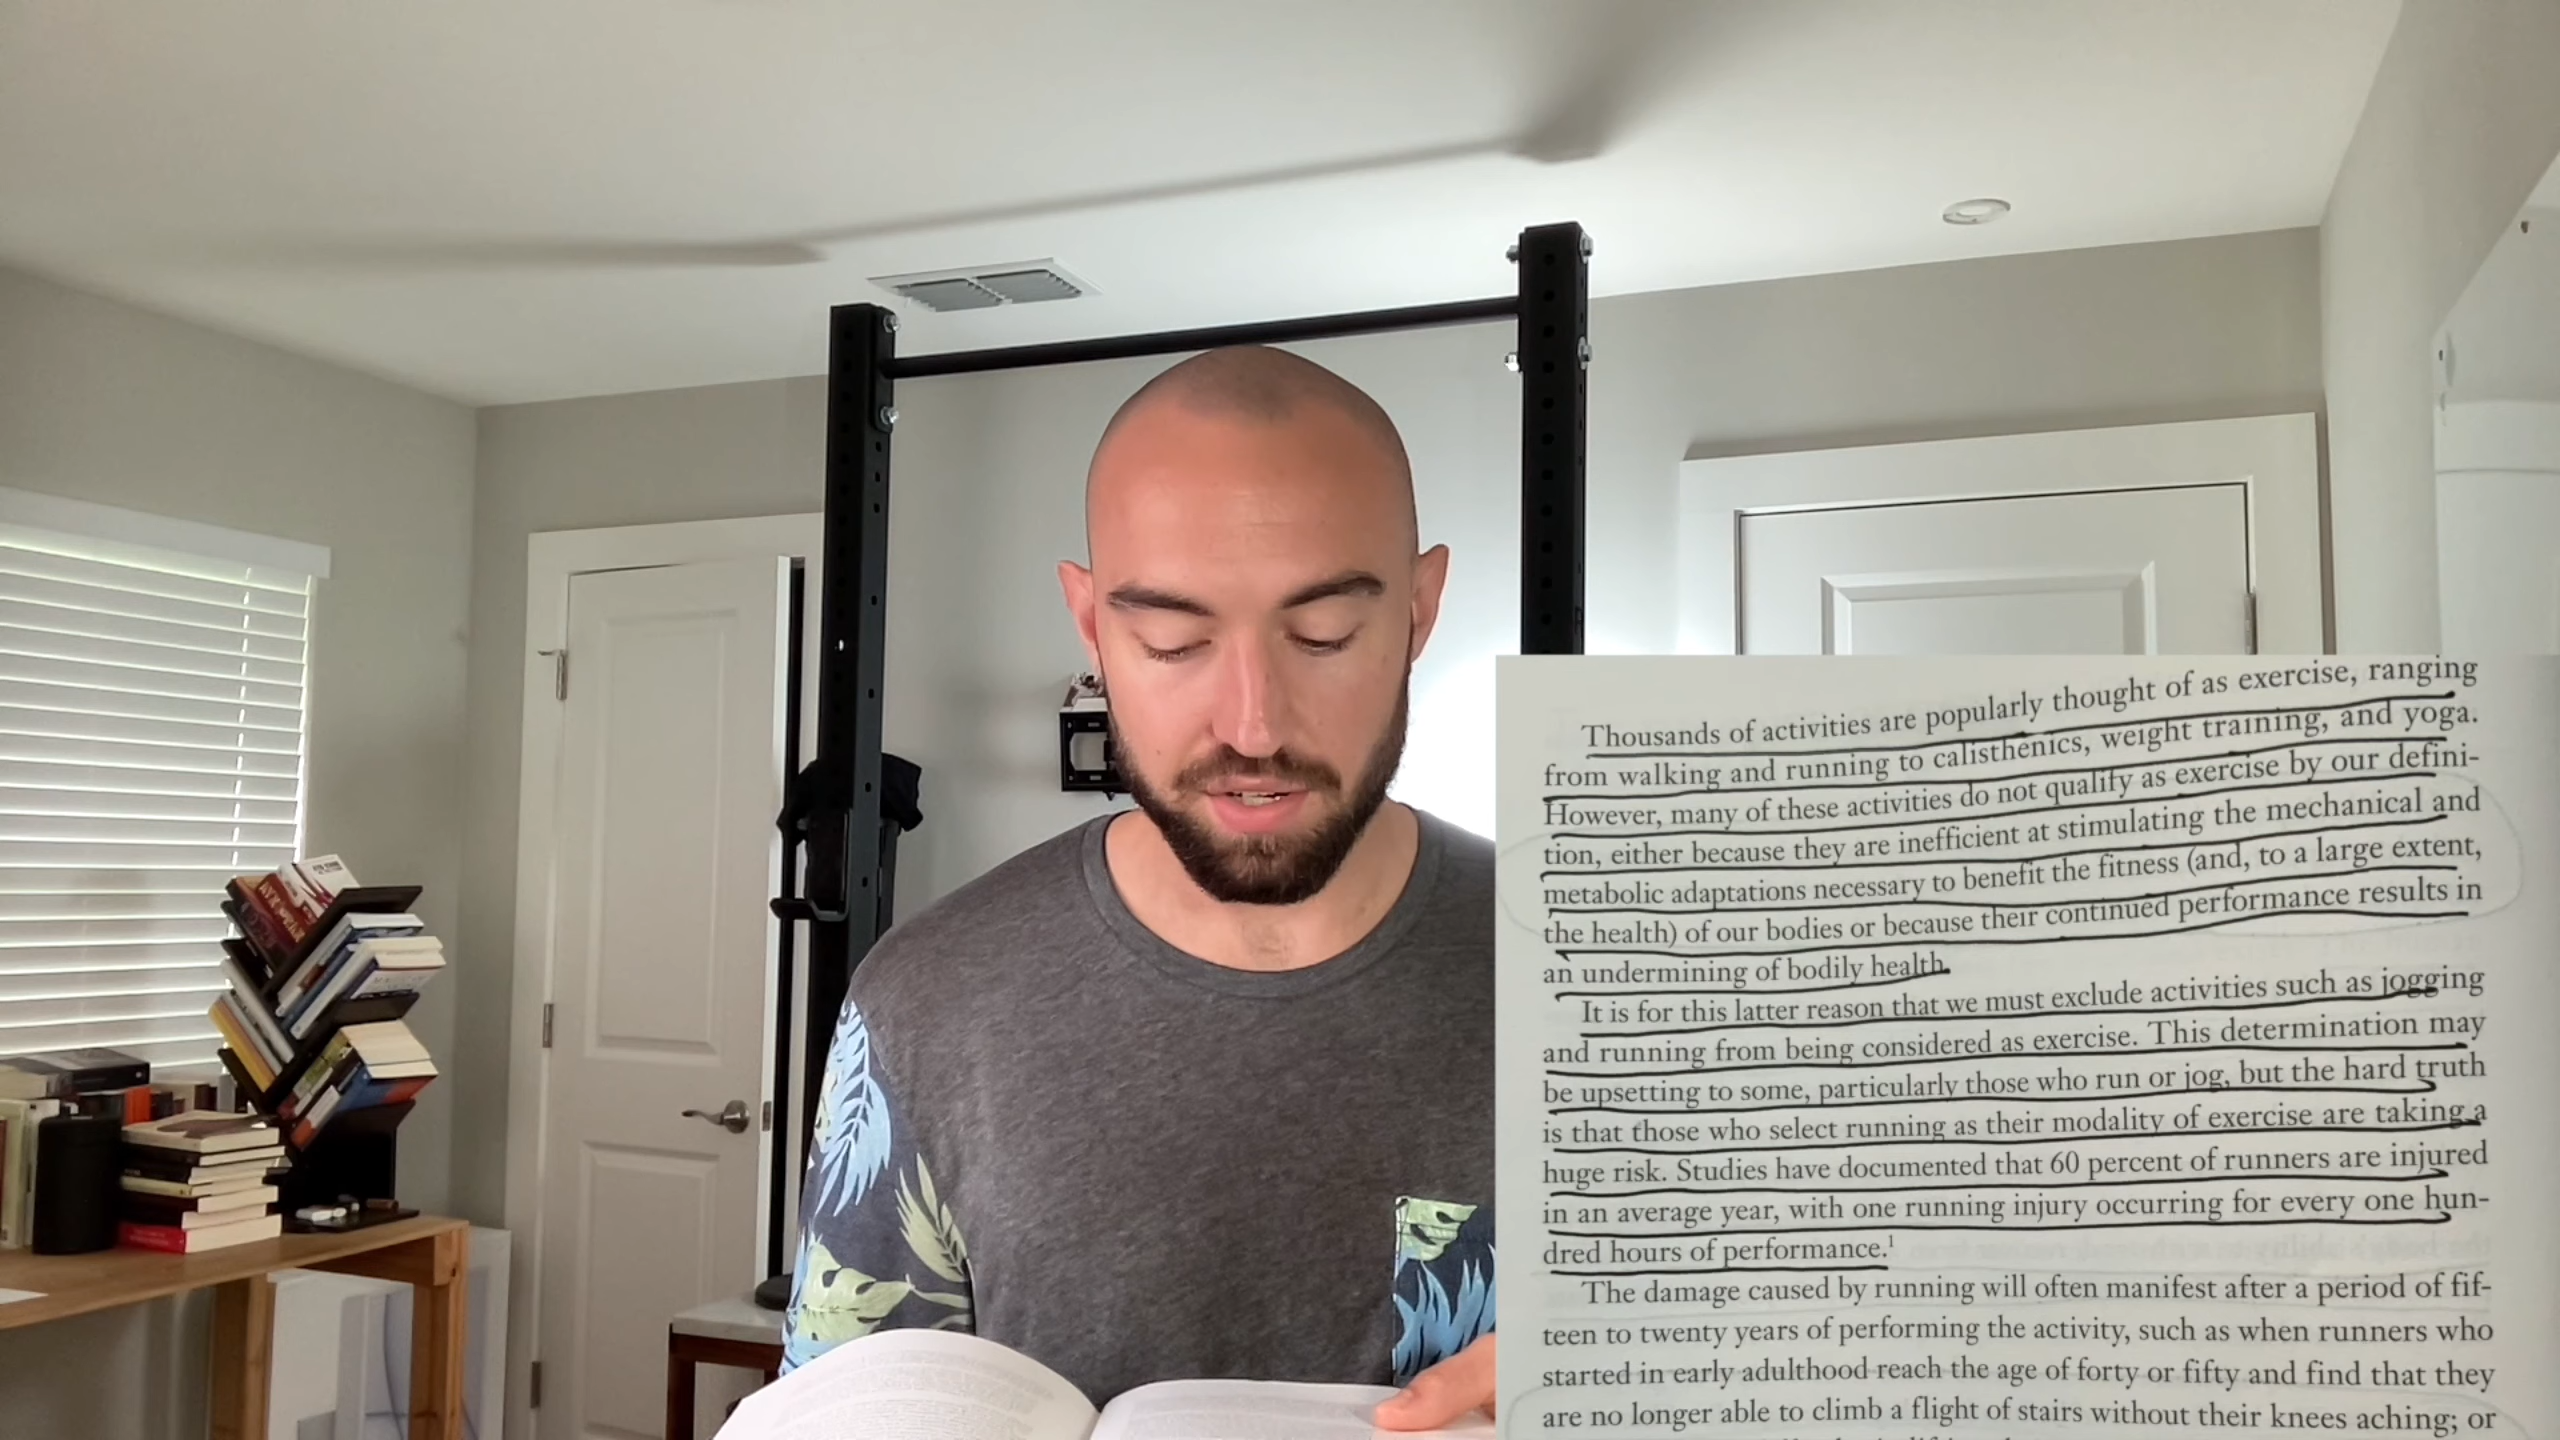 Thousands of activities are popularly thought of as exercise, ranging
from walking and running to calisthenics, weight training, and yoga.
However, many of these activities do not qualify as exercise by our defini-
tion, either because they are inefficient at stimulating the mechanical and
metabolic adaptations necessary to benefit the fitness (and, to a large extent,
the health) of our bodies or because their continued performance results in
an undermining of bodily health.
It is for this latter reason that we must exclude activities such as jogging
and running from being considered as exercise. This determination may
be upsetting to some, particularly those who run or jog, but the hard truth
is that those who select running as their modality of exercise are taking a
huge risk. Studies have documented that 60 percent of runners are injured
in an average year, with one running injury occurring for every one hun-
dred hours of performance.1
The damage caused by running will often manifest after a period of fif-
teen to twenty years of performing the activity, such as when runners who
started in early adulthood reach the age of forty or fifty and find that they
are no longer able to climb a flight of stairs without their knees aching; or